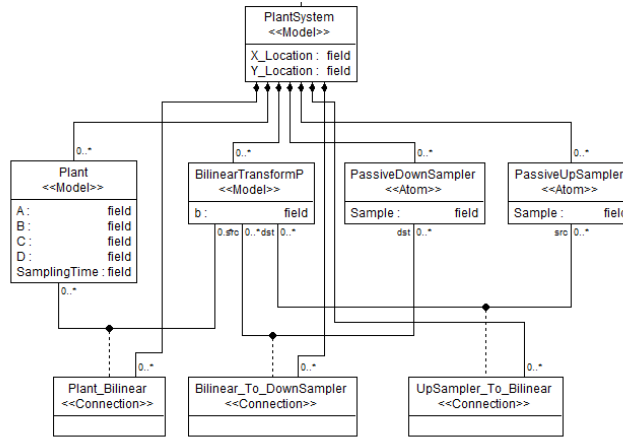 PlantSystem
<<Model>>
X_Location : field
Y_Location : field
0..* 0..* 0..* 0..*
Plant
<<Model>>
A : field
B : field
C : field
D : field
SamplingTime : field
BilinearTransformP
<<Model>>
b : field
PassiveDownSampler
<<Atom>>
Sample : field
PassiveUpSampler
<<Atom>>
Sample : field
0..* src 0..* dst 0..* dst 0..* src 0..*
0..*
0..* 0..* 0..*
Plant_Bilinear
<<Connection>>
Bilinear_To_DownSampler
<<Connection>>
UpSampler_To_Bilinear
<<Connection>>